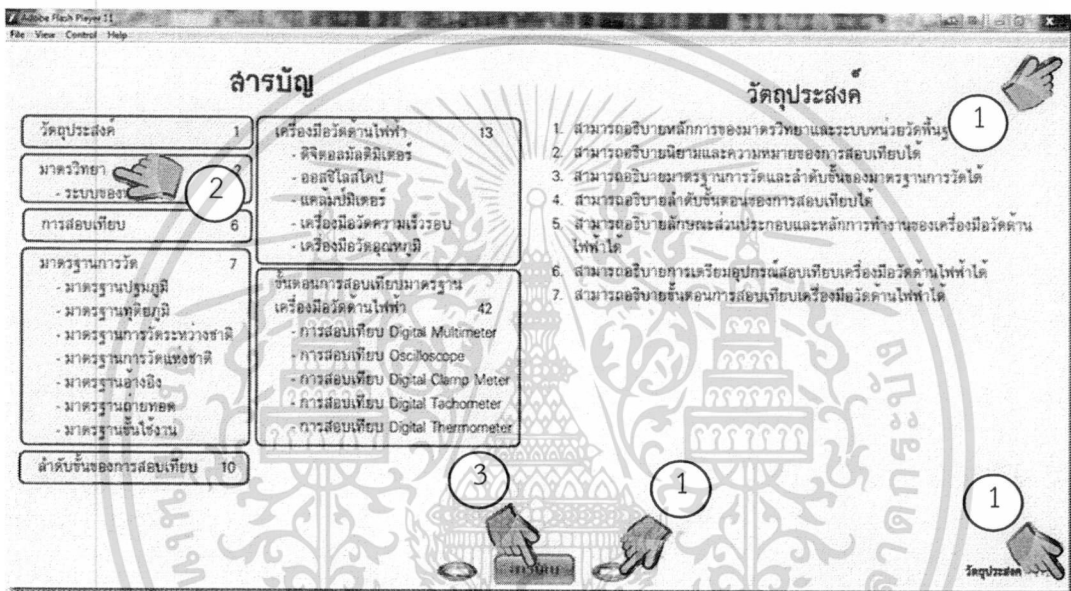 Adobe Flash Player 11
File View Control Help
สารบัญ
วัตถุประสงค์ 1
มาตรวิทยา 2
- ระบบของ
2
การสอบเทียบ 6
มาตรฐานการวัด 7
- มาตรฐานปฐมภูมิ
- มาตรฐานทุติยภูมิ
- มาตรฐานการวัดระหว่างชาติ
- มาตรฐานการวัดแห่งชาติ
- มาตรฐานอ้างอิง
- มาตรฐานถ่ายทอด
- มาตรฐานขั้นใช้งาน
ลำดับขั้นของการสอบเทียบ 10
เครื่องมือวัดด้านไฟฟ้า 13
- ดิจิตอลมัลติมิเตอร์
- ออสซิโลสโคป
- แคล้มป์มิเตอร์
- เครื่องมือวัดความเร็วรอบ
- เครื่องมือวัดอุณหภูมิ
ขั้นตอนการสอบเทียบมาตรฐาน
เครื่องมือวัดด้านไฟฟ้า 42
- การสอบเทียบ Digital Multimeter
- การสอบเทียบ Oscilloscope
- การสอบเทียบ Digital Clamp Meter
- การสอบเทียบ Digital Tachometer
- การสอบเทียบ Digital Thermometer
3
สารบัญ
วัตถุประสงค์
1
1. สามารถอธิบายหลักการของมาตรวิทยาและระบบหน่วยวัดพื้นฐ
2. สามารถอธิบายนิยามและความหมายของการสอบเทียบได้
3. สามารถอธิบายมาตรฐานการวัดและลำดับชั้นของมาตรฐานการวัดได้
4. สามารถอธิบายลำดับขั้นตอนของการสอบเทียบได้
5. สามารถอธิบายลักษณะส่วนประกอบและหลักการทำงานของเครื่องมือวัดด้าน
ไฟฟ้าได้
6. สามารถอธิบายการเตรียมอุปกรณ์สอบเทียบเครื่องมือวัดด้านไฟฟ้าได้
7. สามารถอธิบายขั้นตอนการสอบเทียบเครื่องมือวัดด้านไฟฟ้าได้
1
1
วัตถุประสงค์